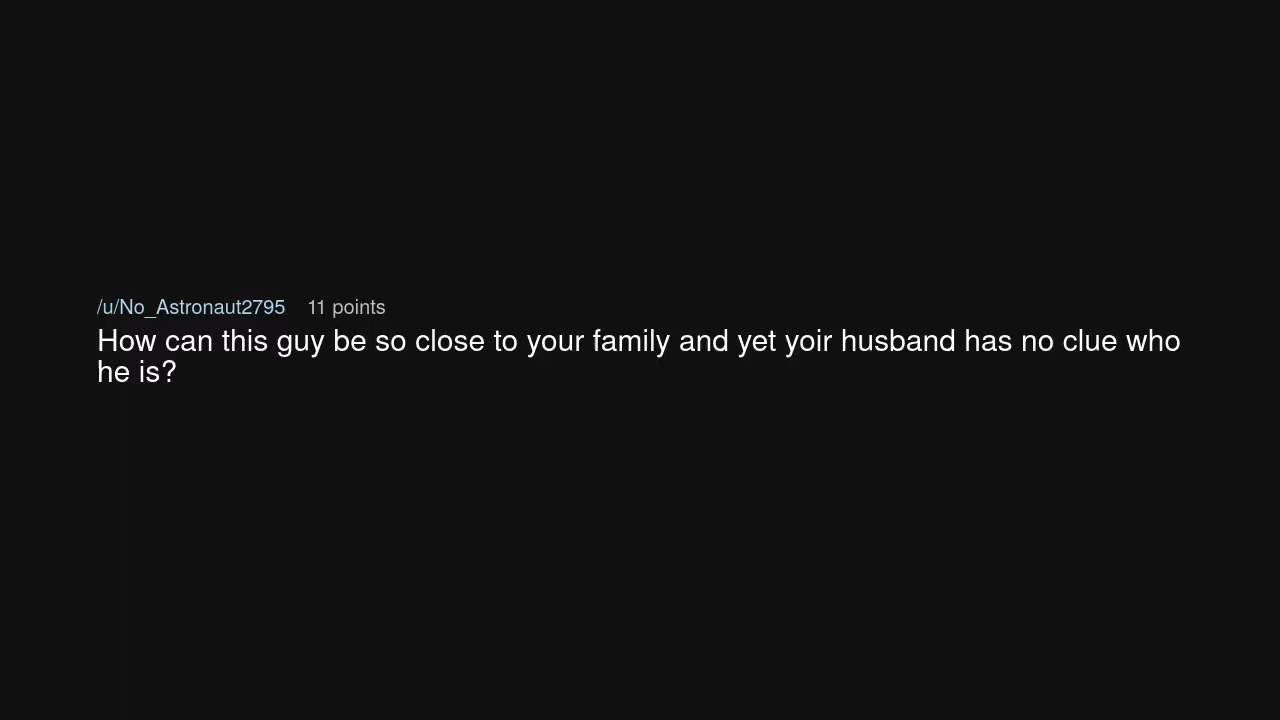 /u/No_Astronaut2795 11 points
How can this guy be so close to your family and yet yoir husband has no clue who
he is?